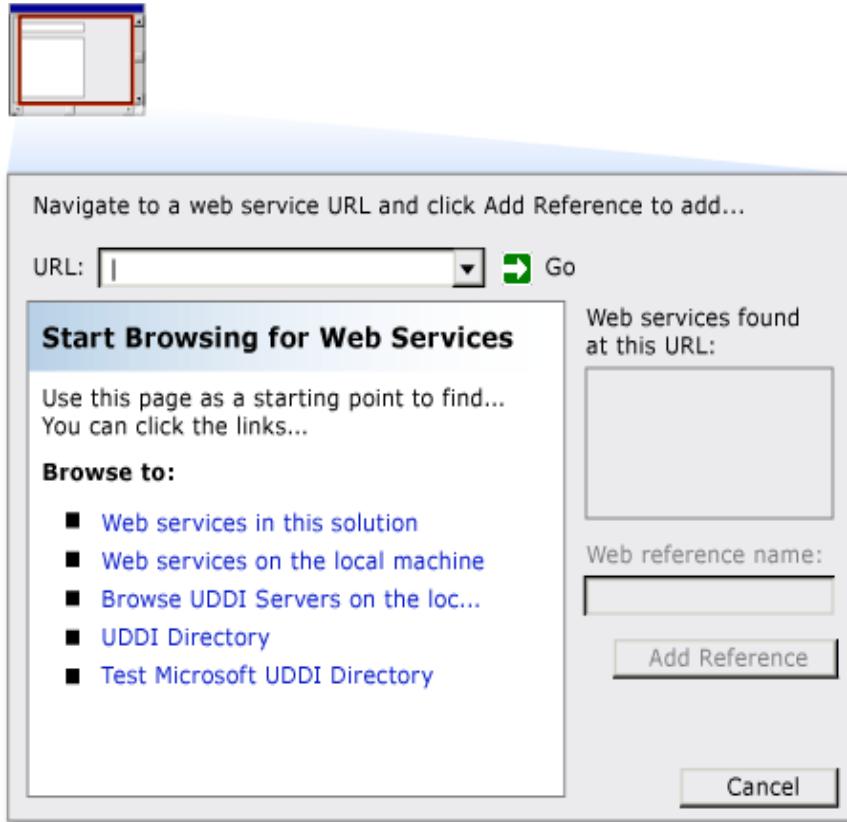 Navigate to a web service URL and click Add Reference to add...
URL:
Go
Start Browsing for Web Services
Use this page as a starting point to find...
You can click the links...
Browse to:
Web services in this solution
Web services on the local machine
Browse UDDI Servers on the loc...
UDDI Directory
Test Microsoft UDDI Directory
Web services found
at this URL:
Web reference name:
Add Reference
Cancel